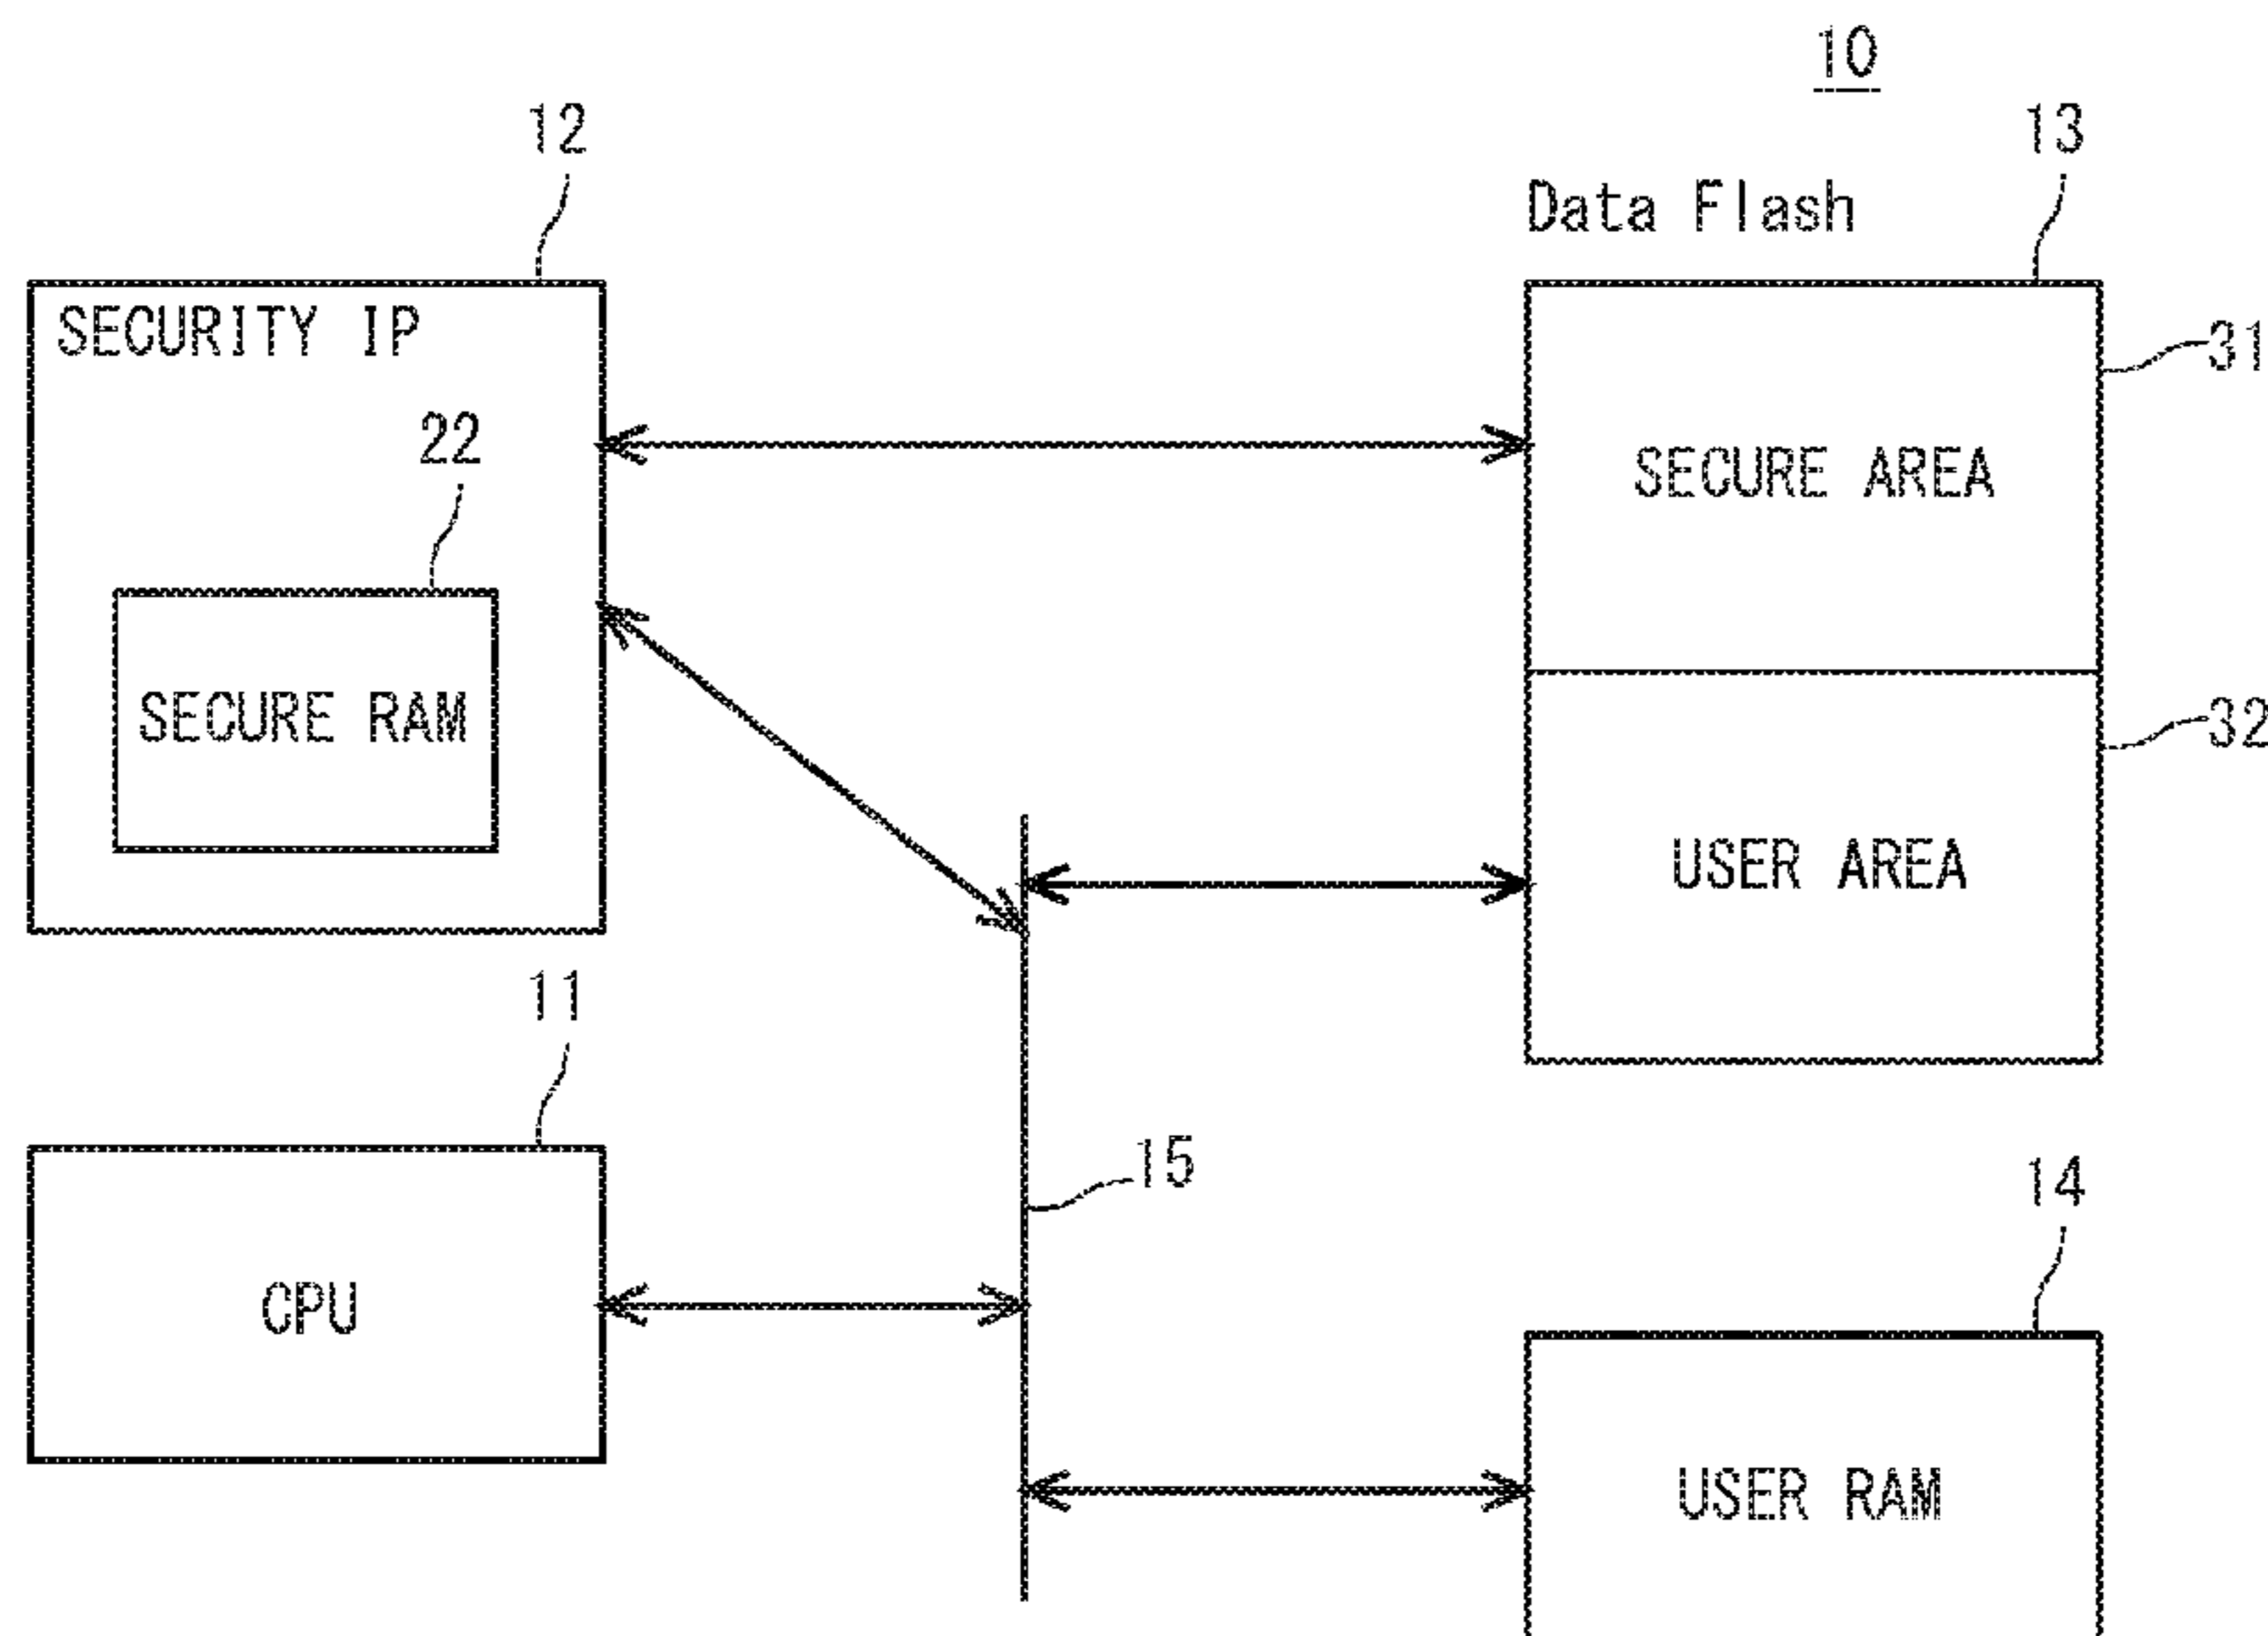 10
12
13
Data Flash
SECURITY IP
31
22
SECURE AREA
SECURE RAM
32
USER AREA
11
15
14
CPU
USER RAM